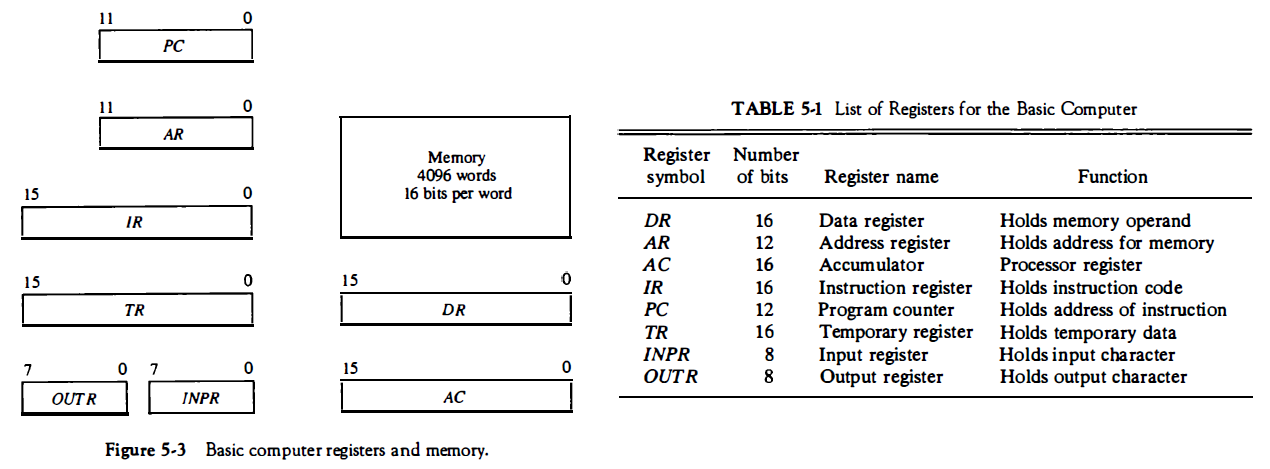 11 0
PC
11 0
AR
15 0
IR
Memory
4096 words
16 bits per word
15 0
TR
15 0
DR
7 0 7 0
OUTR INPR
15 0
AC
Figure 5-3 Basic computer registers and memory.
TABLE 5-1 List of Registers for the Basic Computer
Register Number
symbol of bits Register name Function
DR 16 Data register Holds memory operand
AR 12 Address register Holds address for memory
AC 16 Accumulator Processor register
IR 16 Instruction register Holds instruction code
PC 12 Program counter Holds address of instruction
TR 16 Temporary register Holds temporary data
INPR 8 Input register Holds input character
OUTR 8 Output register Holds output character